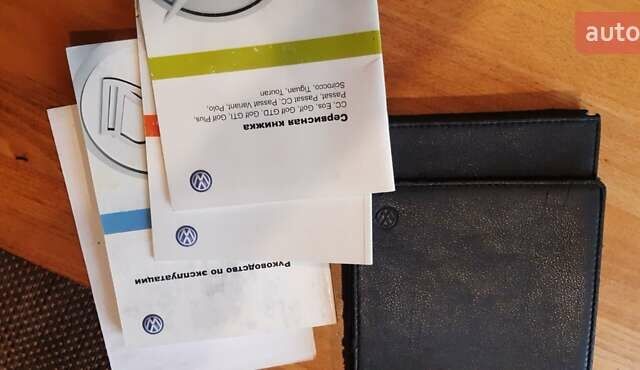 auto
Сервисная книжка
CC, Eos, Golf, Golf GTD, Golf GTI, Golf Plus,
Passat, Passat CC, Passat Variant, Polo,
Scirocco, Tiguan, Touran
Руководство по эксплуатации